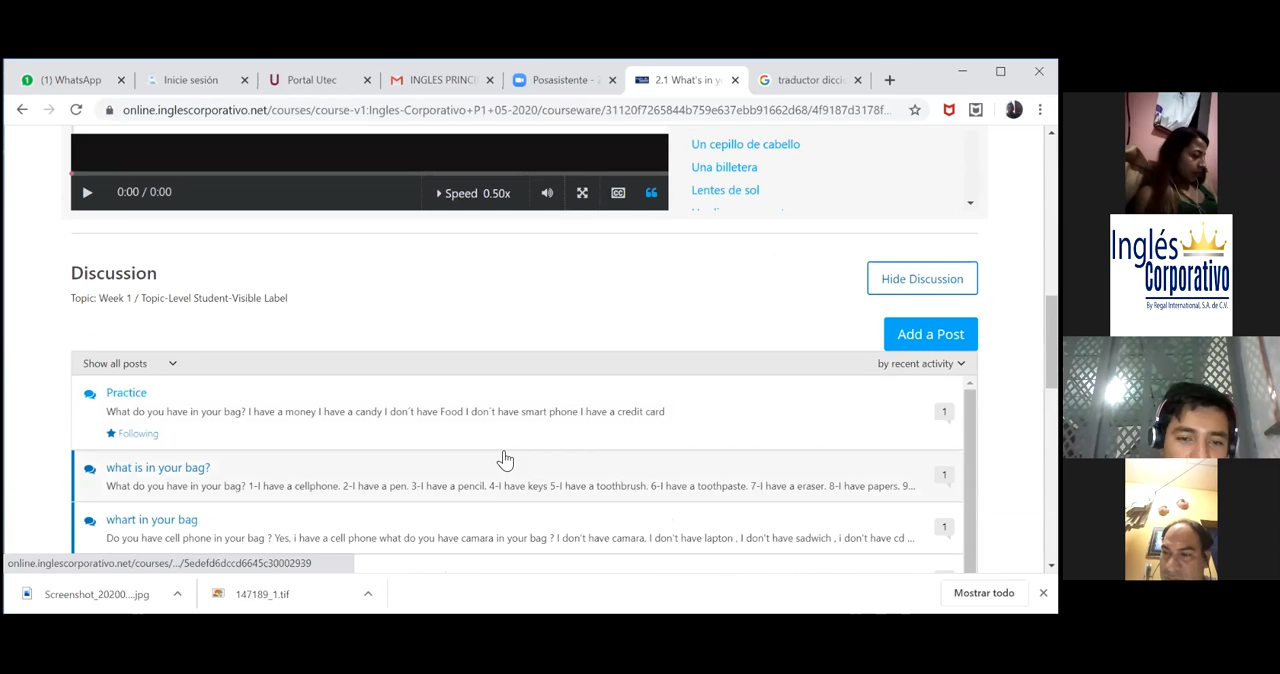 (1) WhatsApp
Inicie sesión
Portal Utec
INGLES PRINC
Posasistente -
2.1 What's in y
traductor dicci
online.inglescorporativo.net/courses/course-v1:Ingles-Corporativo+P1+05-2020/courseware/31120f7265844b759e637ebb91662d68/4f9187d3178f...
Un cepillo de cabello
Una billetera
Lentes de sol
0:00 / 0:00
Speed 0.50x
CC
Discussion
Hide Discussion
Topic: Week 1 / Topic-Level Student-Visible Label
Add a Post
Show all posts
by recent activity
Practice
What do you have in your bag? I have a money I have a candy I don´t have Food I don´t have smart phone I have a credit card
1
Following
what is in your bag?
What do you have in your bag? 1-I have a cellphone. 2-I have a pen. 3-I have a pencil. 4-I have keys 5-I have a toothbrush. 6-I have a toothpaste. 7-I have a eraser. 8-I have papers. 9...
1
whart in your bag
Do you have cell phone in your bag ? Yes, i have a cell phone what do you have camara in your bag ? I don't have camara, I don't have lapton , I don't have sadwich , i don't have cd ...
1
online.inglescorporativo.net/courses/.../5edefd6dccd6645c30002939
Screenshot_20200....jpg
147189_1.tif
Mostrar todo
Inglés
Corporativo
By Regal International, S.A. de C.V.